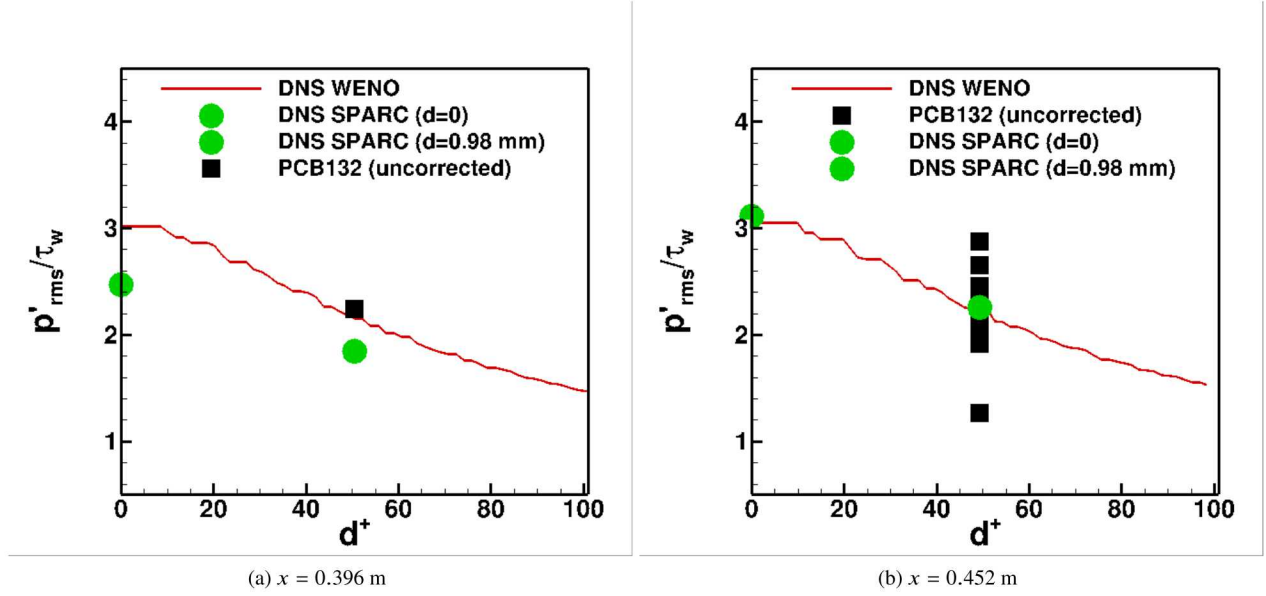 DNS WENO
DNS SPARC (d=0)
DNS SPARC (d=0.98 mm)
PCB132 (uncorrected)
4
3
2
1
p'rms/τw
0 20 40 60 80 100
d+
(a) x = 0.396 m
DNS WENO
PCB132 (uncorrected)
DNS SPARC (d=0)
DNS SPARC (d=0.98 mm)
4
3
2
1
p'rms/τw
0 20 40 60 80 100
d+
(b) x = 0.452 m